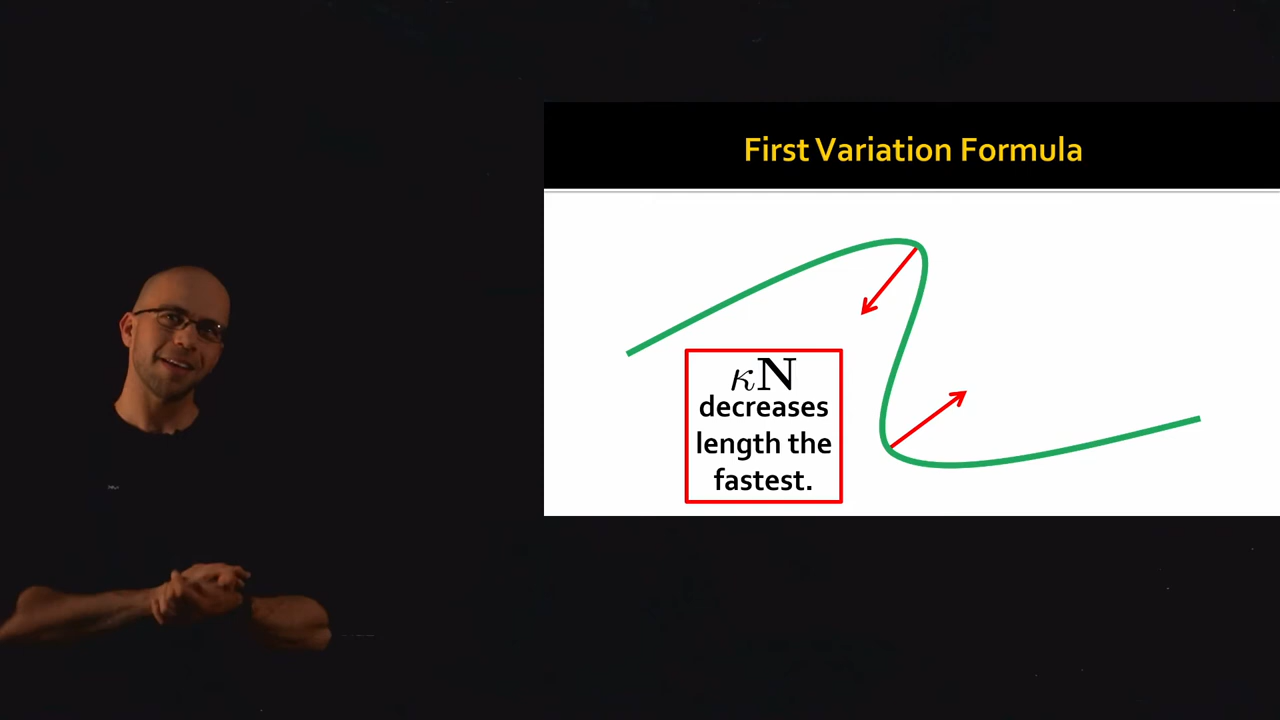 First Variation Formula
κN
decreases
length the
fastest.